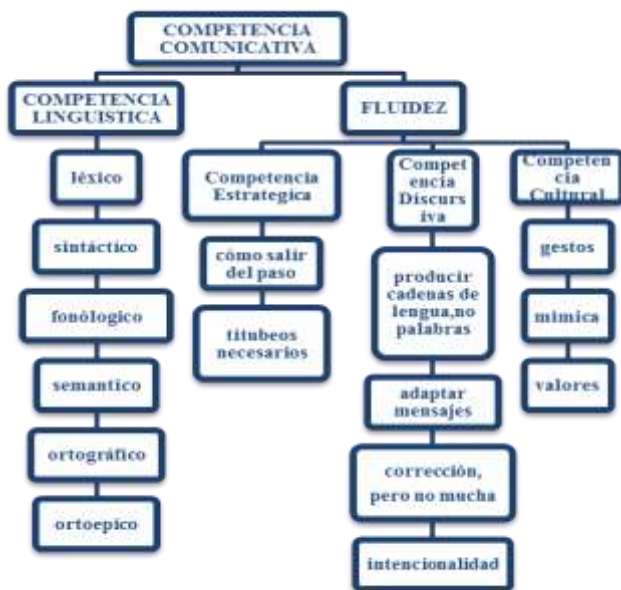 COMPETENCIA
COMUNICATIVA
COMPETENCIA
LINGUISTICA
FLUIDEZ
léxico
sintáctico
fonôlogico
semantico
ortográfico
ortoepico
Competencia
Estrategica
cómo salir
del paso
titubeos
necesarios
Compet
encia
Discurs
iva
producir
cadenas de
lengua,no
palabras
adaptar
mensajes
corrección,
pero no mucha
intencionalidad
Competen
cia
Cultural
gestos
mimica
valores